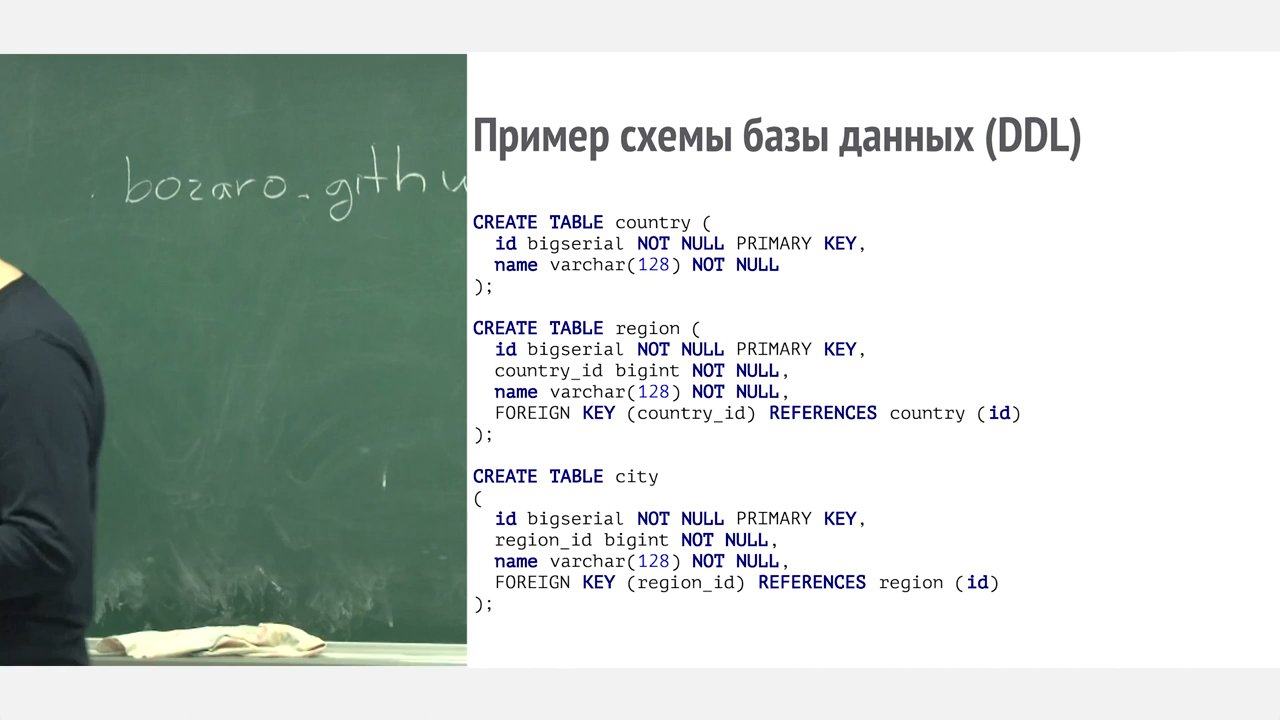 . bozaro.githu
Пример схемы базы данных (DDL)
CREATE TABLE country (
  id bigserial NOT NULL PRIMARY KEY,
  name varchar(128) NOT NULL
);
CREATE TABLE region (
  id bigserial NOT NULL PRIMARY KEY,
  country_id bigint NOT NULL,
  name varchar(128) NOT NULL,
  FOREIGN KEY (country_id) REFERENCES country (id)
);
CREATE TABLE city
(
  id bigserial NOT NULL PRIMARY KEY,
  region_id bigint NOT NULL,
  name varchar(128) NOT NULL,
  FOREIGN KEY (region_id) REFERENCES region (id)
);